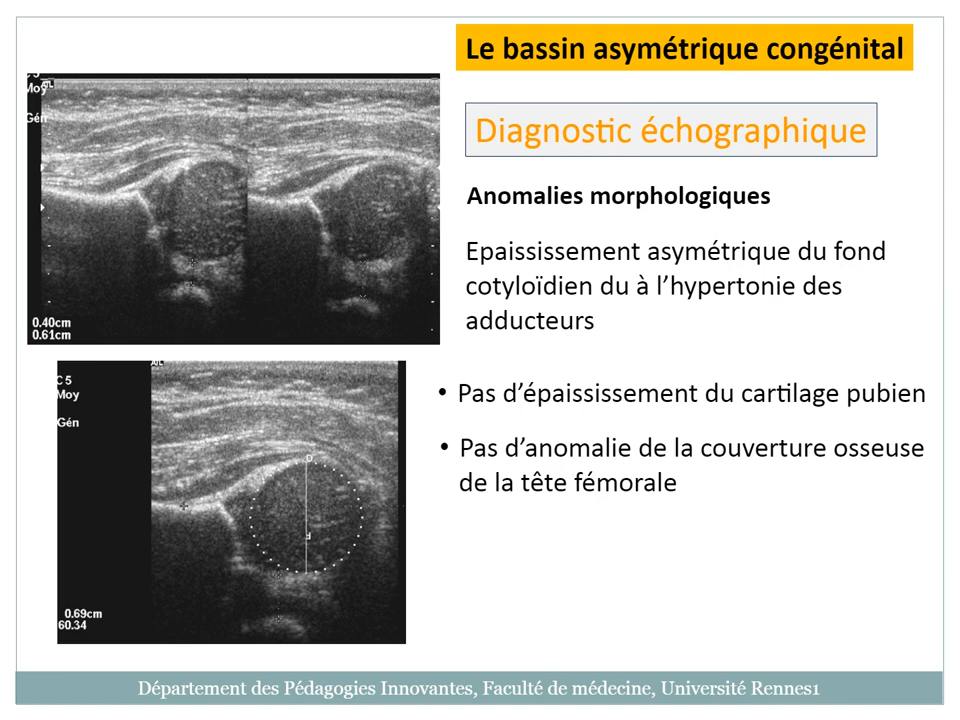 Le bassin asymétrique congénital
Diagnostic échographique
Anomalies morphologiques
Epaississement asymétrique du fond
cotyloïdien du à l’hypertonie des
adducteurs
• Pas d’épaississement du cartilage pubien
• Pas d’anomalie de la couverture osseuse
de la tête fémorale
Moy
Gén
0.40cm
0.61cm
C 5
Moy
Gén
D
F
0.69cm
60.34
Département des Pédagogies Innovantes, Faculté de médecine, Université Rennes1